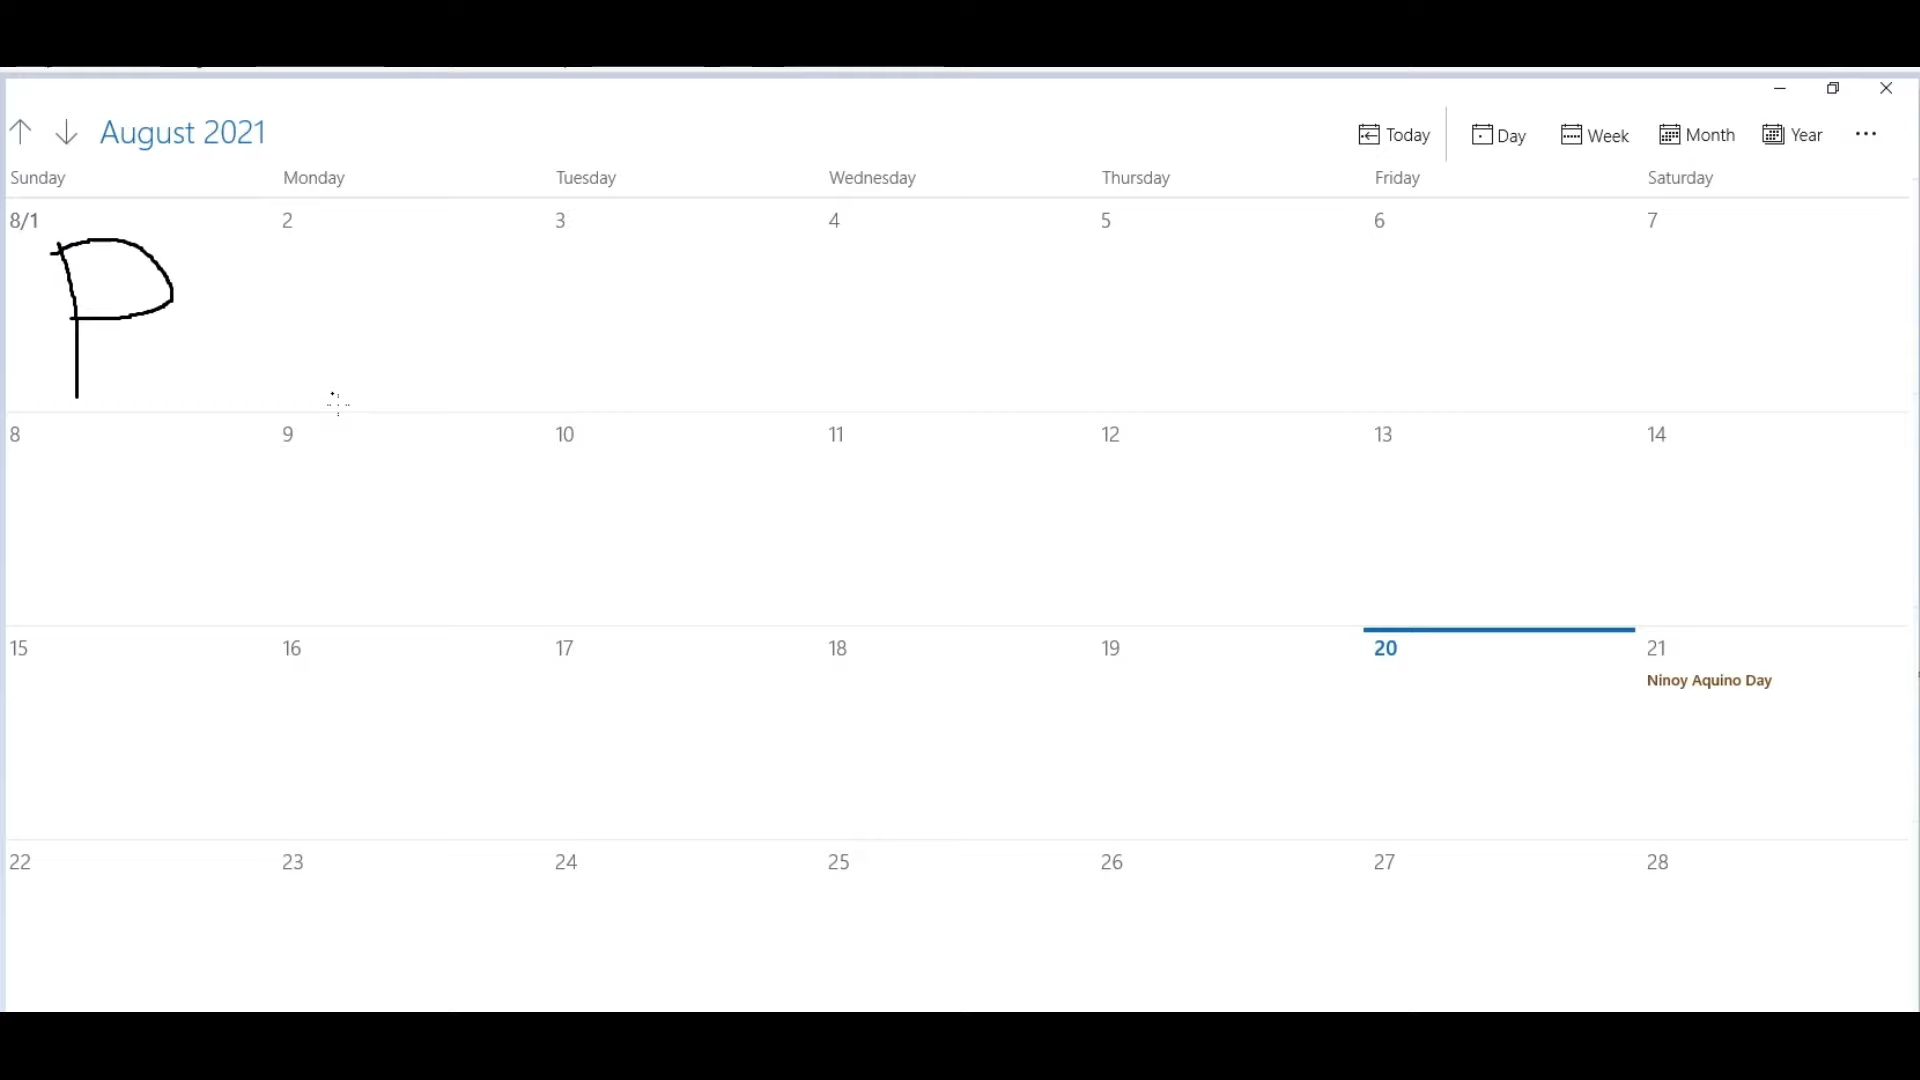 August 2021 Today Day Week Month Year
Sunday Monday Tuesday Wednesday Thursday Friday Saturday
8/1 2 3 4 5 6 7
P
8 9 10 11 12 13 14
15 16 17 18 19 20 21
Ninoy Aquino Day
22 23 24 25 26 27 28